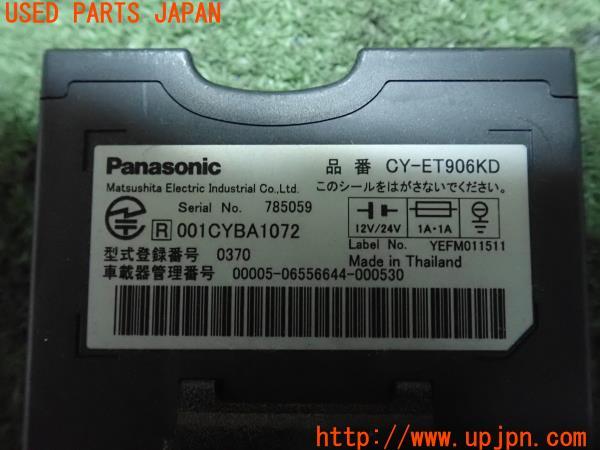 USED PARTS JAPAN
Panasonic 品番 CY-ET906KD
Matsushita Electric Industrial Co.,Ltd. このシールをはがさないでください。
Serial No. 785059
R 001CYBA1072 12V/24V 1A・1A
Label No. YEFM011511
型式登録番号 0370 Made in Thailand
車載器管理番号 00005-06556644-000530
http://www.upjpn.com/